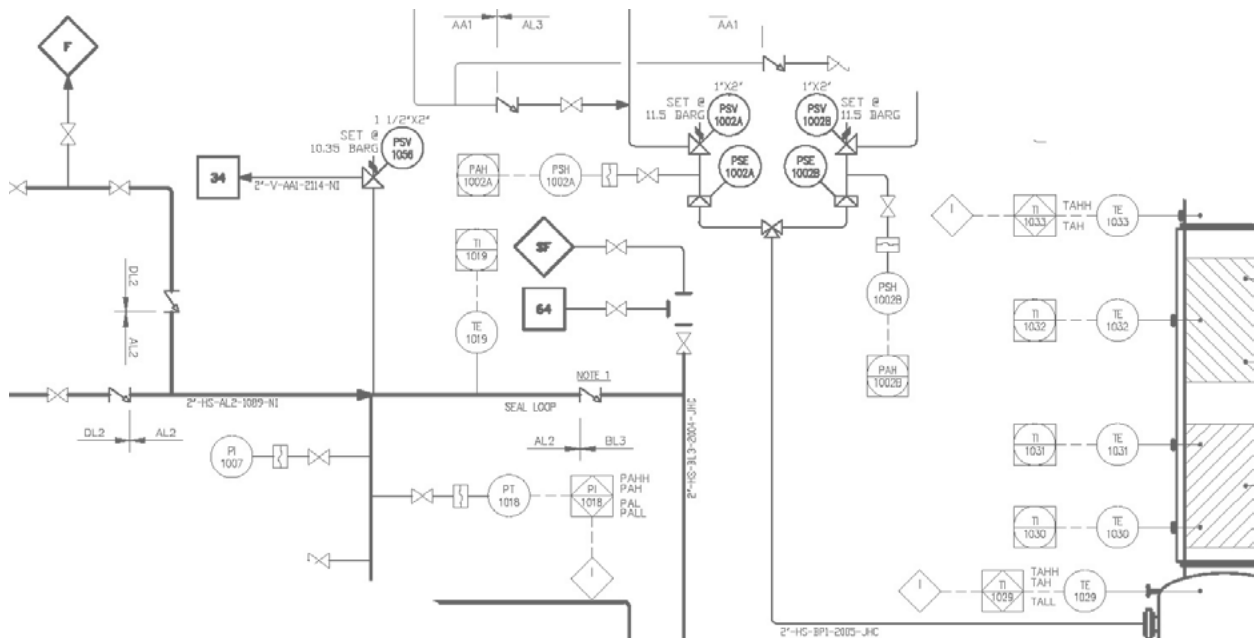 AA1
AL3
AA1
F
1 1/2"X2"
SET @
10.35 BARG
PSV
1056
34
2"-V-AA1-2114-NI
SET @
11.5 BARG
1"X2"
PSV
1002A
1"X2"
PSV
1002B
SET @
11.5 BARG
PAH
1002A
PSH
1002A
PSE
1002A
PSE
1002B
TI
1019
SF
64
TE
1019
PSH
1002B
PAH
1002B
I
TI
1033
TAHH
TAH
TE
1033
TI
1032
TE
1032
DL2
AL2
2"-HS-AL2-1089-NI
DL2
AL2
NOTE 1
SEAL LOOP
AL2
BL3
2"-HS-BL3-2004-JHC
PI
1007
PT
1018
PI
1018
PAHH
PAH
PAL
PALL
I
TI
1031
TE
1031
TI
1030
TE
1030
I
TI
1029
TAHH
TAH
TALL
TE
1029
2"-HS-BP1-2005-JHC